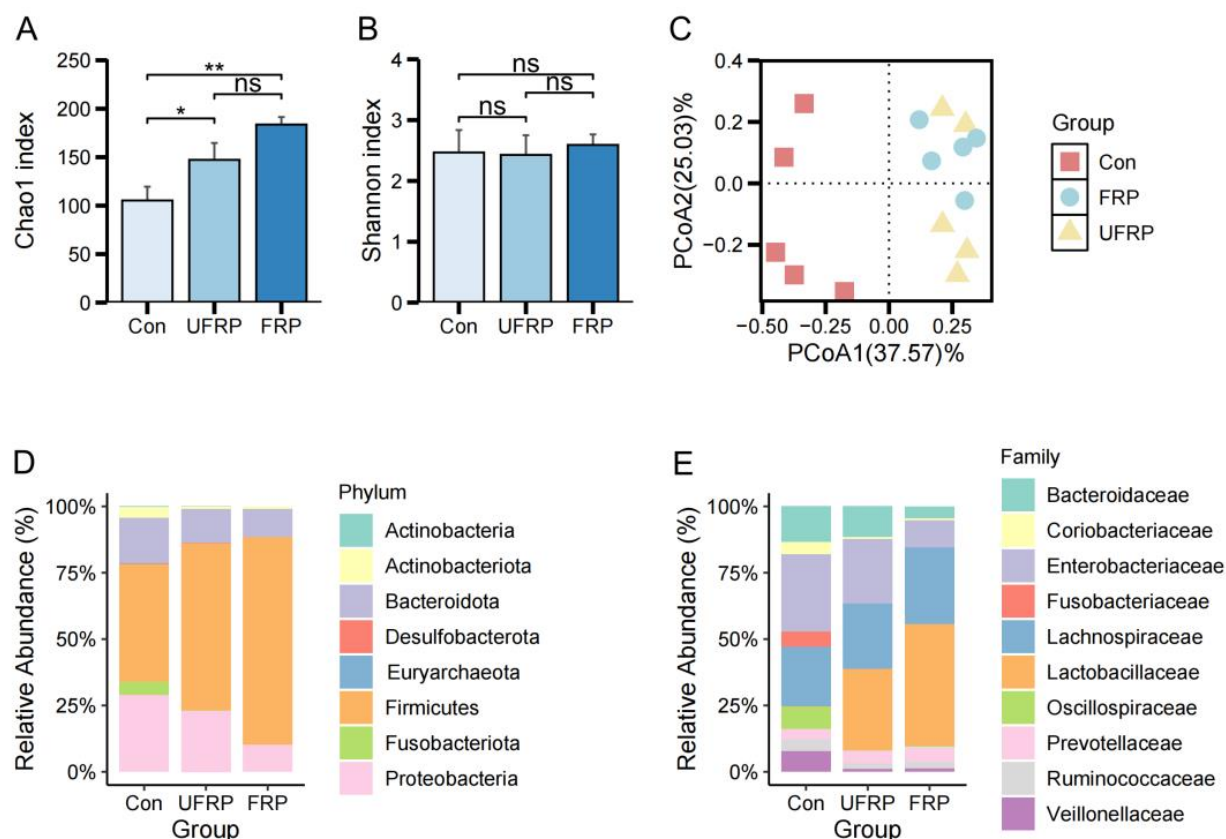 A
Chao1 index
250
200
150
100
50
0
**
ns
*
Con
UFRP
FRP
B
Shannon index
4
3
2
1
0
ns
ns
ns
Con
UFRP
FRP
C
PCoA2(25.03)%
0.4
0.2
0.0
−0.2
−0.50
−0.25
0.00
0.25
PCoA1(37.57)%
Group
Con
FRP
UFRP
D
Relative Abundance (%)
100%
75%
50%
25%
0%
Con
UFRP
FRP
Group
Phylum
Actinobacteria
Actinobacteriota
Bacteroidota
Desulfobacterota
Euryarchaeota
Firmicutes
Fusobacteriota
Proteobacteria
E
Relative Abundance (%)
100%
75%
50%
25%
0%
Con
UFRP
FRP
Group
Family
Bacteroidaceae
Coriobacteriaceae
Enterobacteriaceae
Fusobacteriaceae
Lachnospiraceae
Lactobacillaceae
Oscillospiraceae
Prevotellaceae
Ruminococcaceae
Veillonellaceae